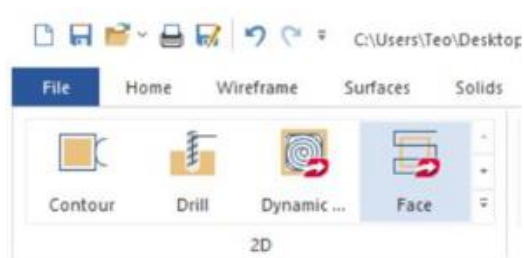 C:\Users\Teo\Desktop
File Home Wireframe Surfaces Solids
Contour Drill Dynamic ... Face
2D